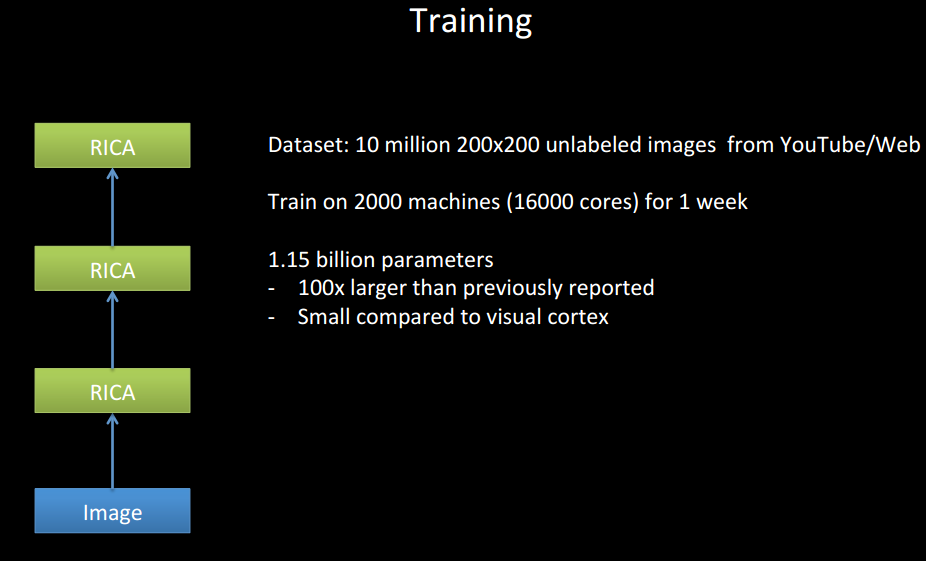 Training
RICA
RICA
RICA
Image
Dataset: 10 million 200x200 unlabeled images from YouTube/Web
Train on 2000 machines (16000 cores) for 1 week
1.15 billion parameters
- 100x larger than previously reported
- Small compared to visual cortex